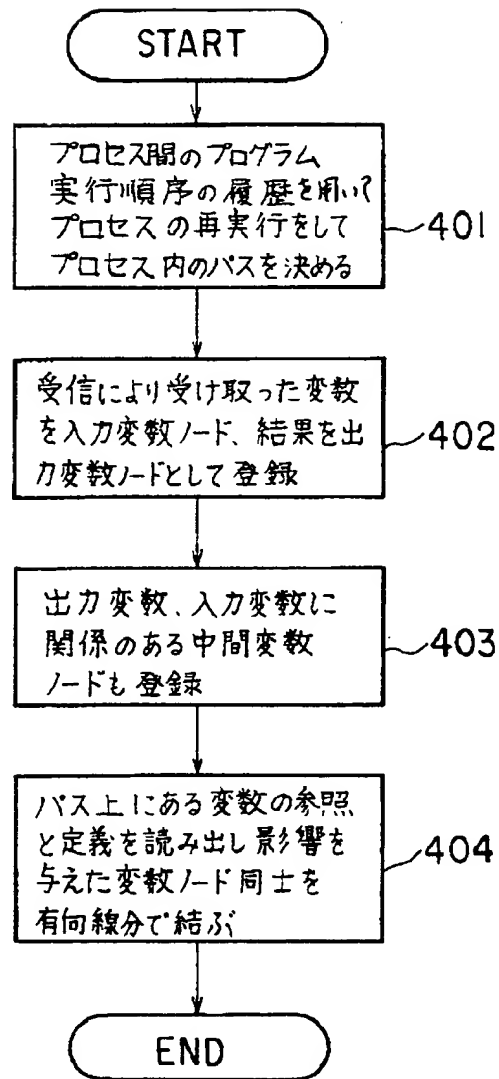 START
プロセス間のプログラム
実行順序の履歴を用いて
プロセスの再実行をして
プロセス内のパスを決める
401
受信により受け取った変数
を入力変数ノード、結果を出
力変数ノードとして登録
402
出力変数、入力変数に
関係のある中間変数
ノードも登録
403
パス上にある変数の参照
と定義を読み出し影響を
与えた変数ノード同士を
有向線分で結ぶ
404
END